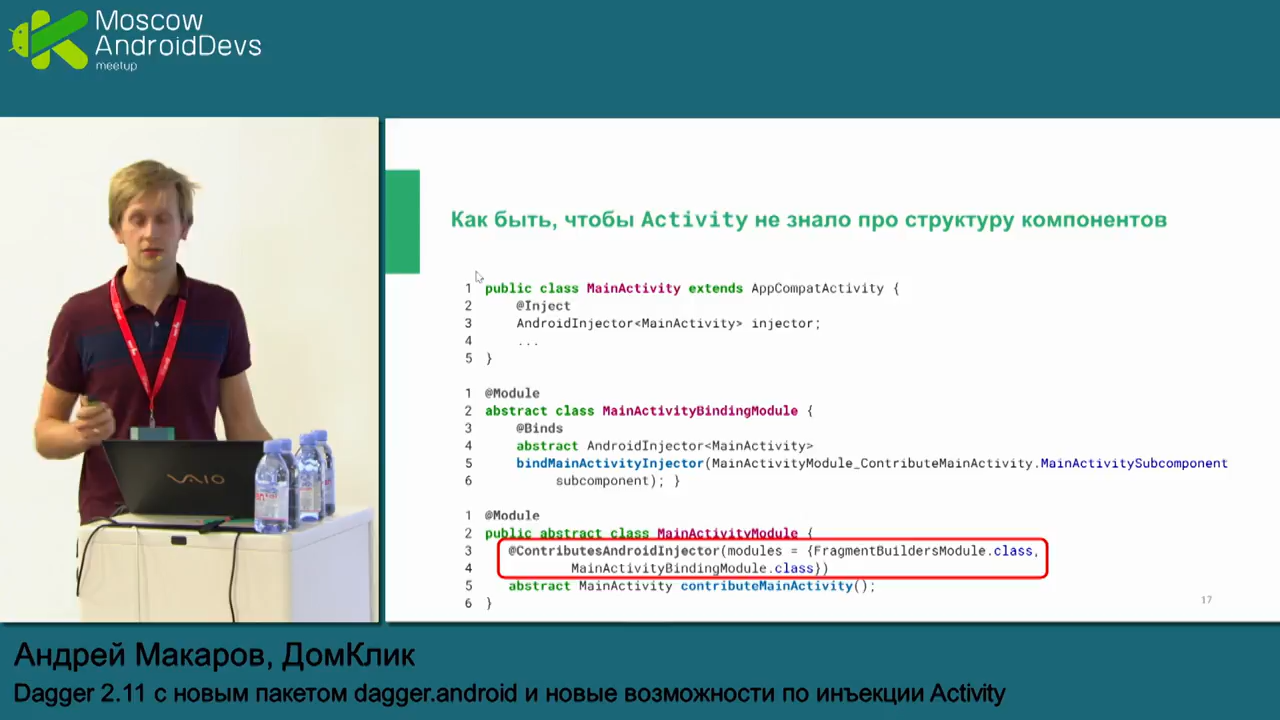 Moscow
AndroidDevs
meetup
Как быть, чтобы Activity не знало про структуру компонентов
1 public class MainActivity extends AppCompatActivity {
2 @Inject
3 AndroidInjector<MainActivity> injector;
4 ...
5 }
1 @Module
2 abstract class MainActivityBindingModule {
3 @Binds
4 abstract AndroidInjector<MainActivity>
5 bindMainActivityInjector(MainActivityModule_ContributeMainActivity.MainActivitySubcomponent
6 subcomponent); }
1 @Module
2 public abstract class MainActivityModule {
3 @ContributesAndroidInjector(modules = {FragmentBuildersModule.class,
4 MainActivityBindingModule.class})
5 abstract MainActivity contributeMainActivity();
6 }
17
VAIO
Андрей Макаров, ДомКлик
Dagger 2.11 с новым пакетом dagger.android и новые возможности по инъекции Activity